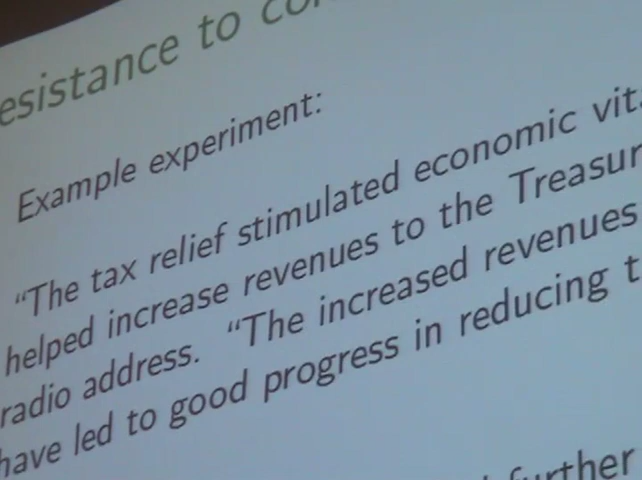 esistance to co
Example experiment:
"The tax relief stimulated economic vit
helped increase revenues to the Treasur
radio address. "The increased revenues
have led to good progress in reducing t
further